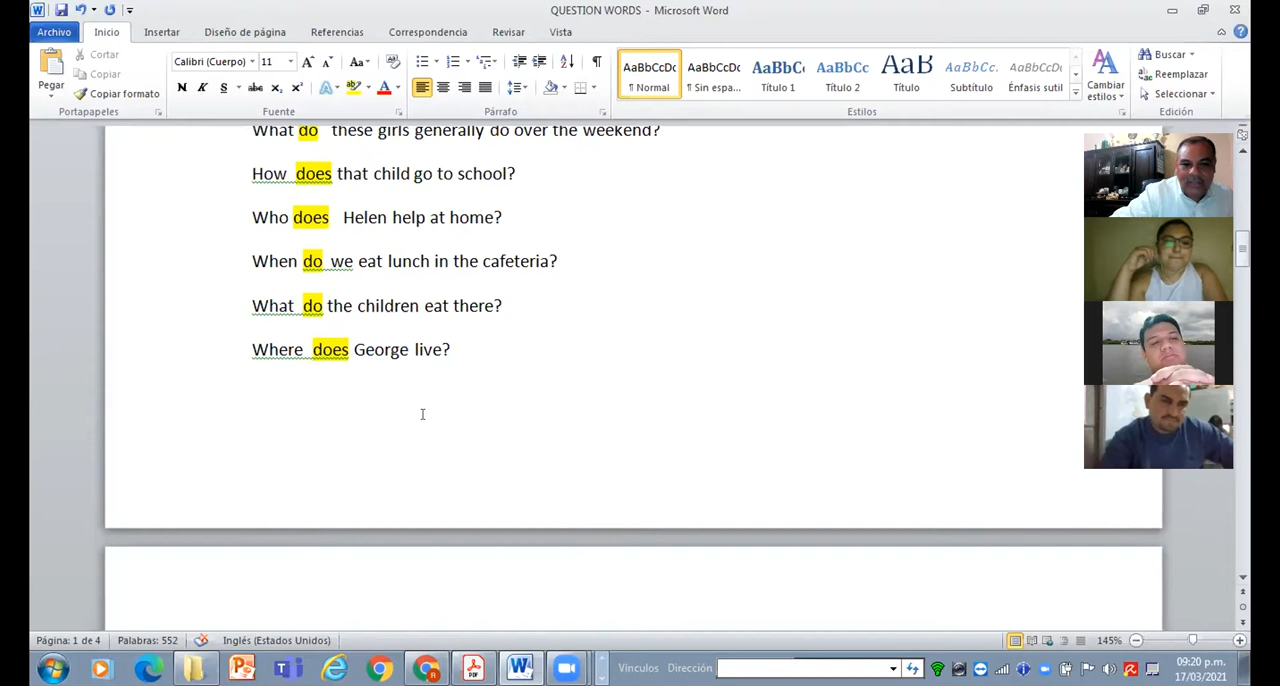 QUESTION WORDS - Microsoft Word
Archivo Inicio Insertar Diseño de página Referencias Correspondencia Revisar Vista
Pegar
Cortar
Copiar
Copiar formato
Portapapeles
Calibri (Cuerpo) 11
Fuente
Párrafo
AaBbCcDc AaBbCcDc AaBbC AaBbCc AaB AaBbCc. AaBbCcDc
¶ Normal ¶ Sin espa... Título 1 Título 2 Título Subtítulo Énfasis sutil
Cambiar estilos
Estilos
Buscar
Reemplazar
Seleccionar
Edición
What do these girls generally do over the weekend?
How does that child go to school?
Who does Helen help at home?
When do we eat lunch in the cafeteria?
What do the children eat there?
Where does George live?
Página: 1 de 4 Palabras: 552 Inglés (Estados Unidos) 145%
Vínculos Dirección
09:20 p.m.
17/03/2021